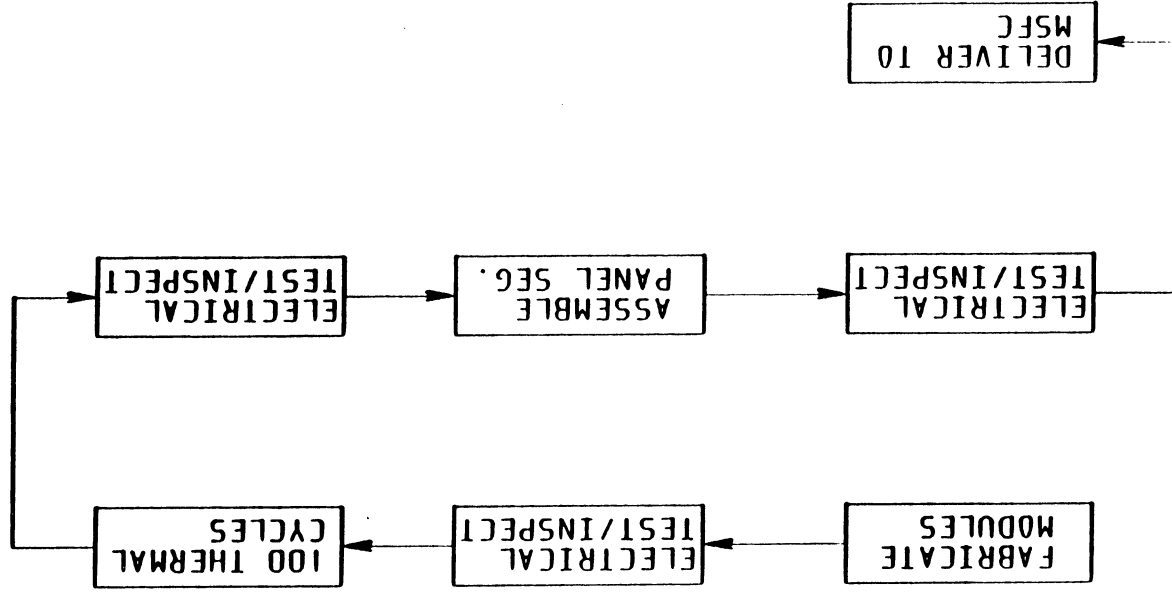 FABRICATE
MODULES
ELECTRICAL
TEST/INSPECT
100 THERMAL
CYCLES
ELECTRICAL
TEST/INSPECT
ASSEMBLE
PANEL SEG.
ELECTRICAL
TEST/INSPECT
DELIVER TO
MSFC